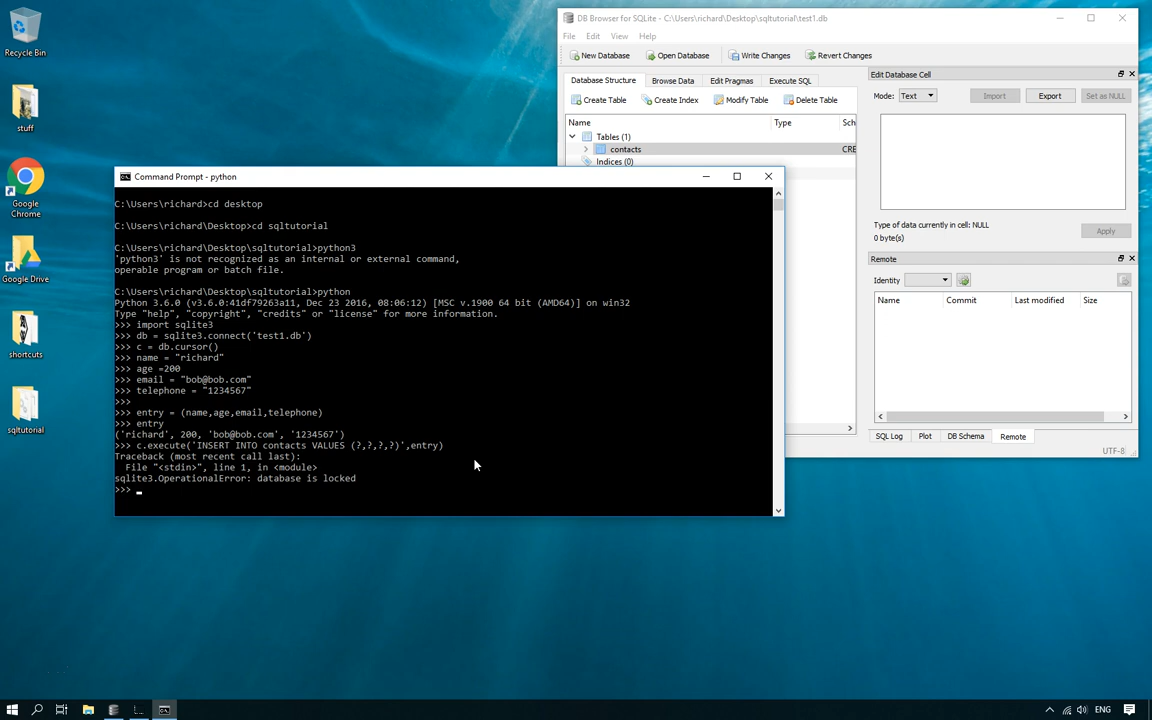 Recycle Bin
stuff
Google
Chrome
Google Drive
shortcuts
sqltutorial
DB Browser for SQLite - C:\Users\richard\Desktop\sqltutorial\test1.db
File Edit View Help
New Database Open Database Write Changes Revert Changes
Database Structure Browse Data Edit Pragmas Execute SQL
Create Table Create Index Modify Table Delete Table
Name Type Sch
Tables (1)
contacts CRE
Indices (0)
Edit Database Cell
Mode: Text Import Export Set as NULL
Type of data currently in cell: NULL
0 byte(s)
Apply
Remote
Identity
Name Commit Last modified Size
SQL Log Plot DB Schema Remote
UTF-8
Command Prompt - python
C:\Users\richard>cd desktop
C:\Users\richard\Desktop>cd sqltutorial
C:\Users\richard\Desktop\sqltutorial>python3
'python3' is not recognized as an internal or external command,
operable program or batch file.
C:\Users\richard\Desktop\sqltutorial>python
Python 3.6.0 (v3.6.0:41df79263a11, Dec 23 2016, 08:06:12) [MSC v.1900 64 bit (AMD64)] on win32
Type "help", "copyright", "credits" or "license" for more information.
>>> import sqlite3
>>> db = sqlite3.connect('test1.db')
>>> c = db.cursor()
>>> name = "richard"
>>> age =200
>>> email = "bob@bob.com"
>>> telephone = "1234567"
>>>
>>> entry = (name,age,email,telephone)
>>> entry
('richard', 200, 'bob@bob.com', '1234567')
>>> c.execute('INSERT INTO contacts VALUES (?,?,?,?)',entry)
Traceback (most recent call last):
File "<stdin>", line 1, in <module>
sqlite3.OperationalError: database is locked
>>>
ENG